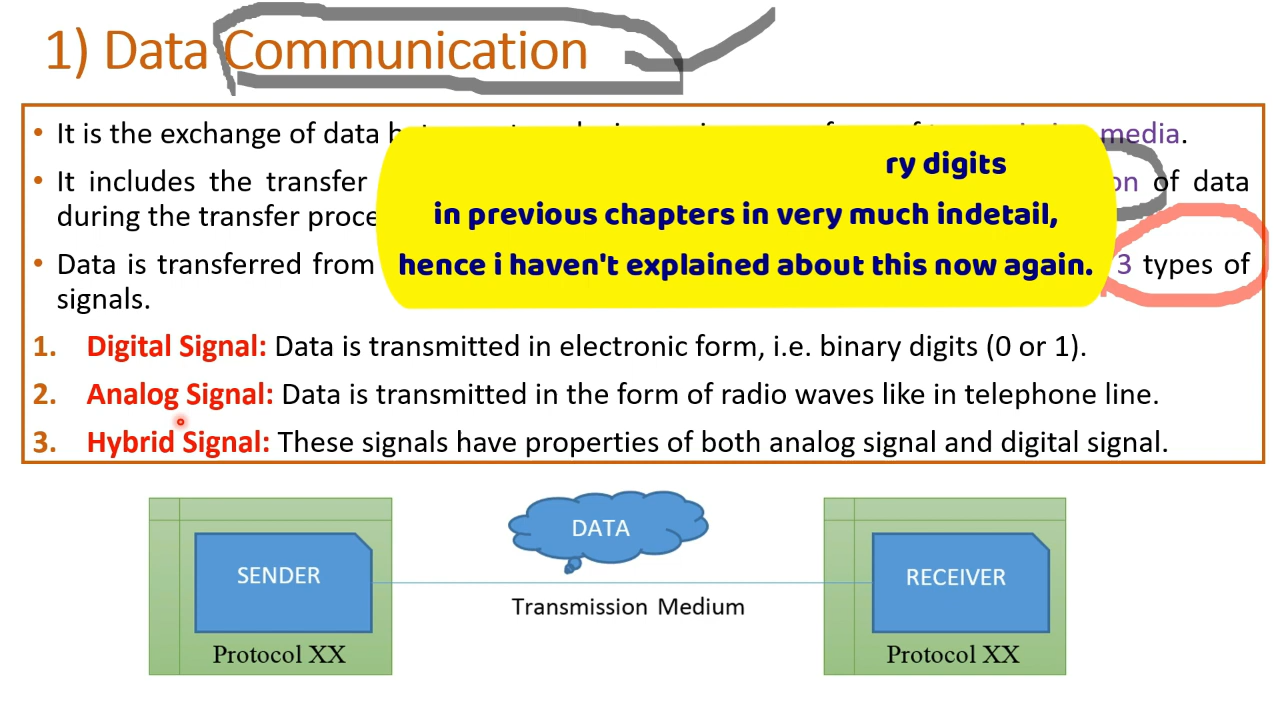 1) Data Communication
• It is the exchange of data media.
• It includes the transfer of data
during the transfer
• Data is transferred from 3 types of
signals.
ry digits
in previous chapters in very much indetail,
hence i haven't explained about this now again.
1. Digital Signal: Data is transmitted in electronic form, i.e. binary digits (0 or 1).
2. Analog Signal: Data is transmitted in the form of radio waves like in telephone line.
3. Hybrid Signal: These signals have properties of both analog signal and digital signal.
DATA
SENDER
RECEIVER
Transmission Medium
Protocol XX
Protocol XX